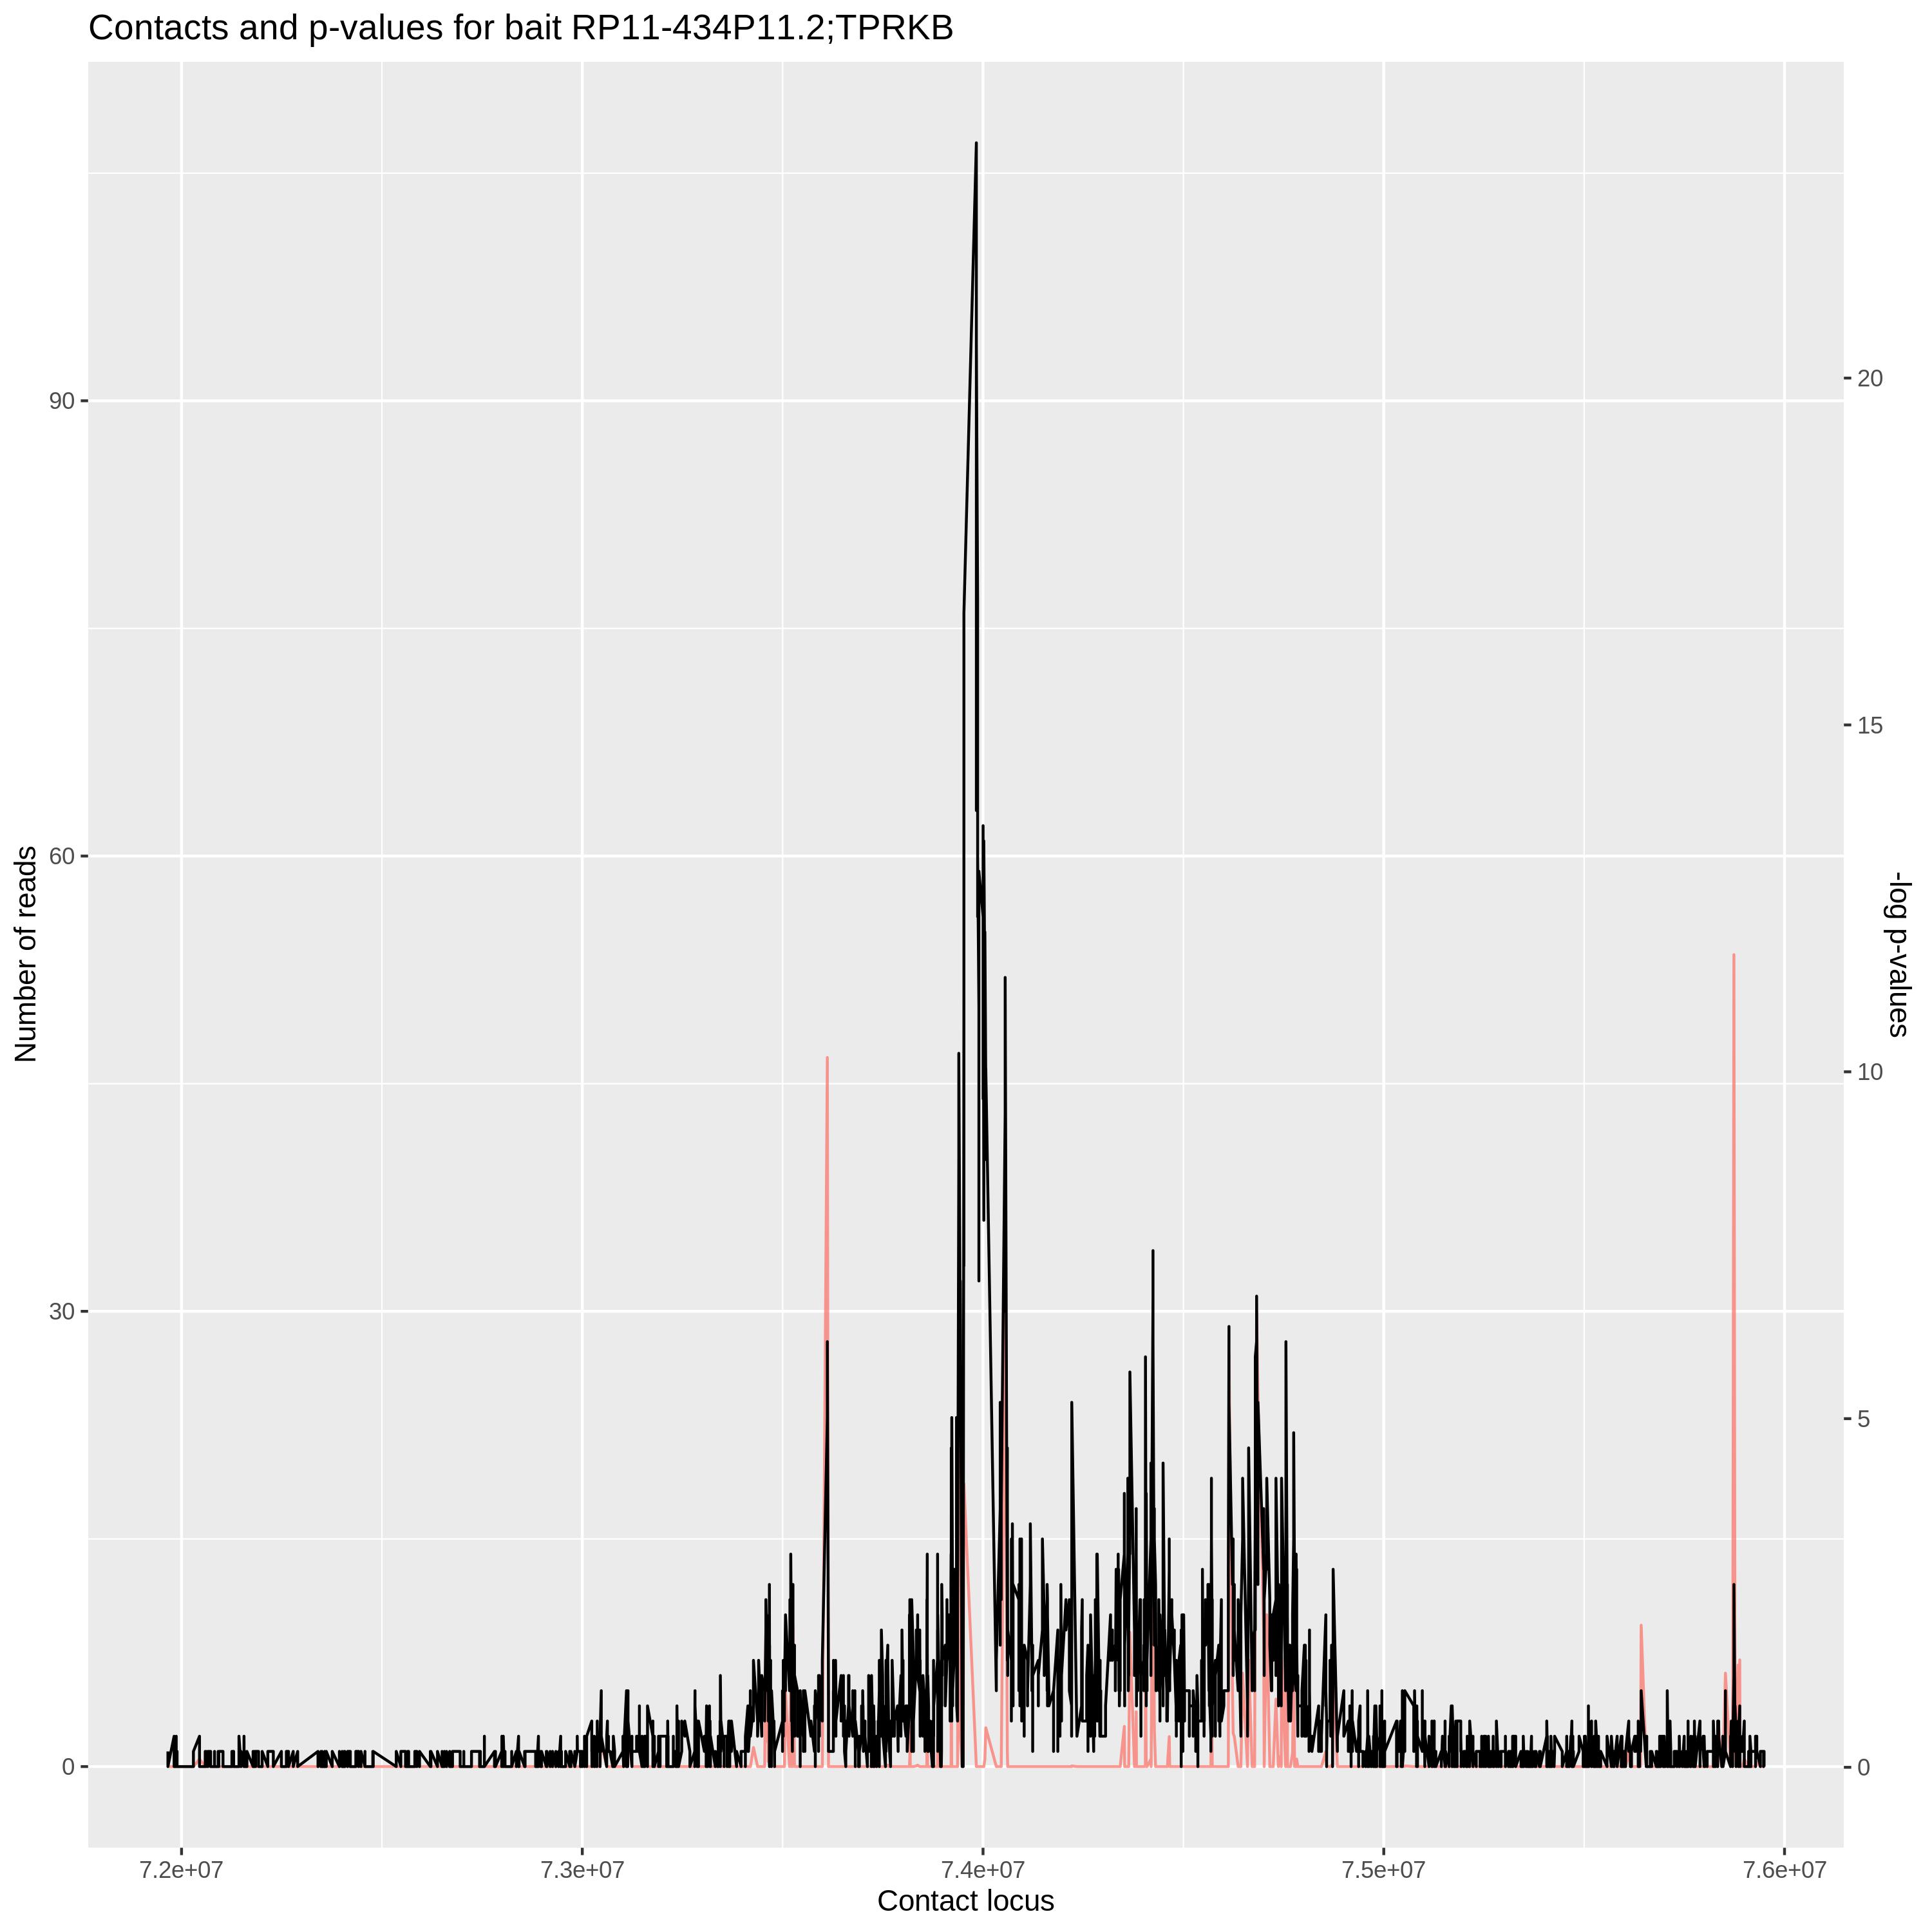 Contacts and p-values for bait RP11-434P11.2;TPRKB
Number of reads
90
60
30
0
20
15
10
5
0
-log p-values
7.2e+07 7.3e+07 7.4e+07 7.5e+07 7.6e+07
Contact locus